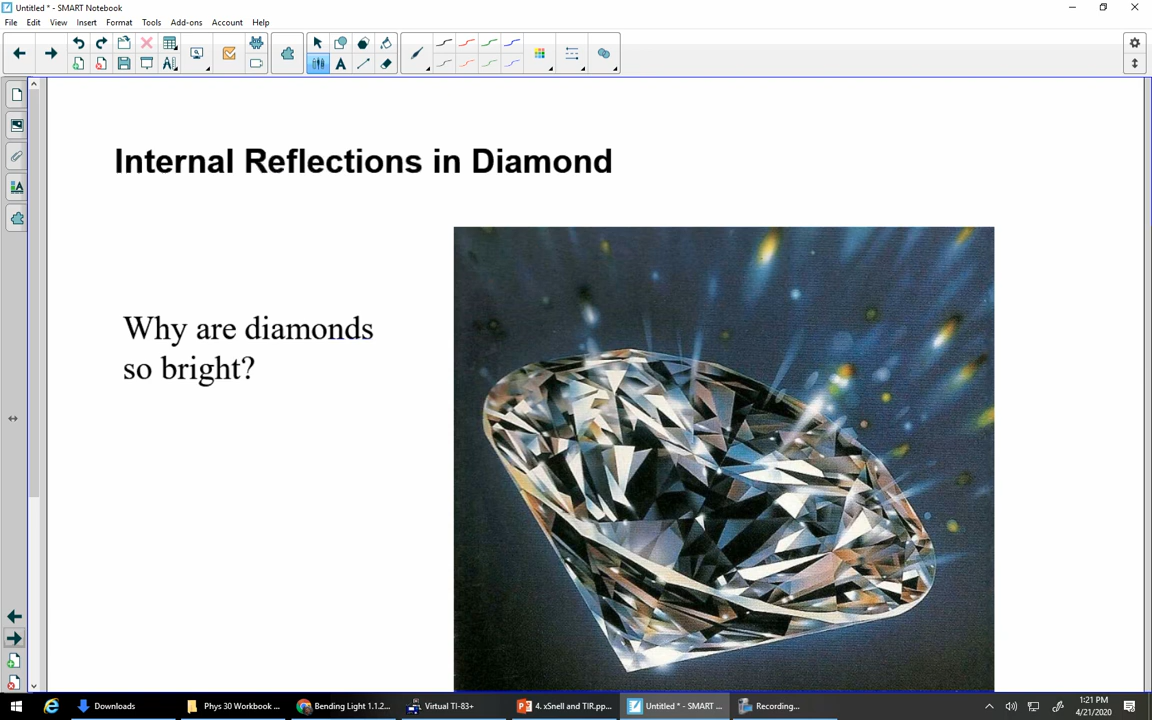 Untitled * - SMART Notebook
File Edit View Insert Format Tools Add-ons Account Help
Internal Reflections in Diamond
Why are diamonds
so bright?
Downloads
Phys 30 Workbook ...
Bending Light 1.1.2...
Virtual TI-83+
4. xSnell and TIR.pp...
Untitled * - SMART ...
Recording...
1:21 PM
4/21/2020